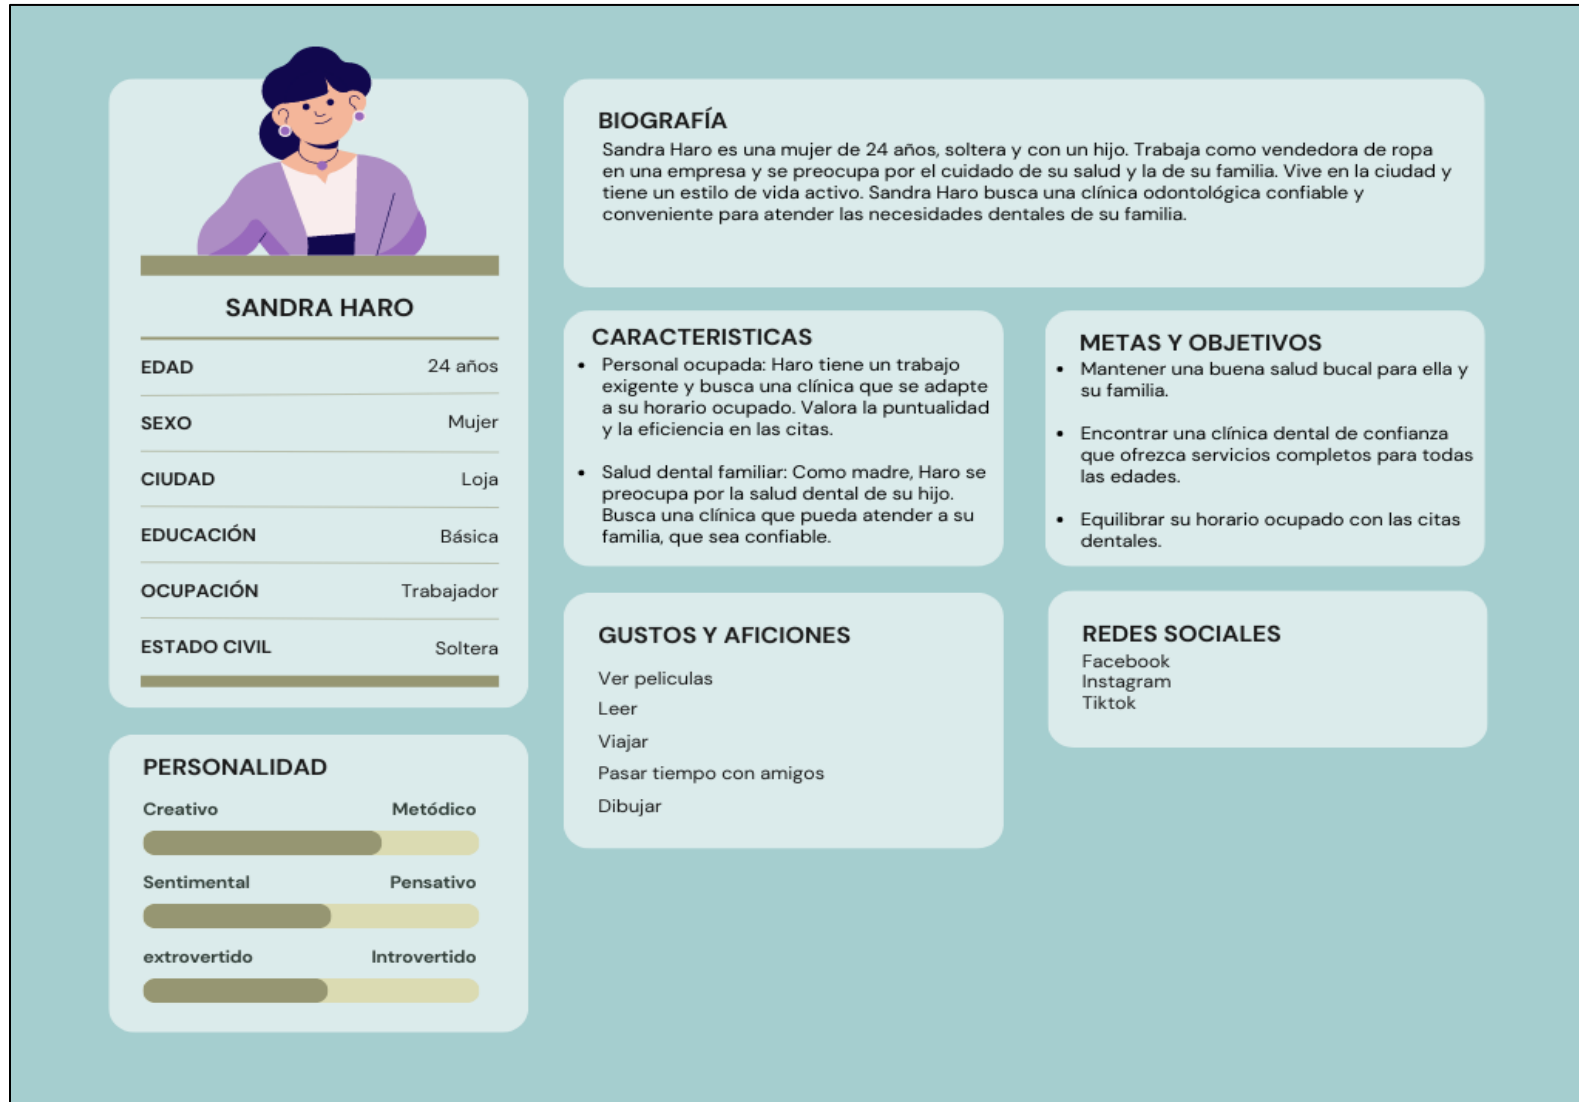 SANDRA HARO
EDAD 24 años
SEXO Mujer
CIUDAD Loja
EDUCACIÓN Básica
OCUPACIÓN Trabajador
ESTADO CIVIL Soltera
PERSONALIDAD
Creativo Metódico
Sentimental Pensativo
extrovertido Introvertido
BIOGRAFÍA
Sandra Haro es una mujer de 24 años, soltera y con un hijo. Trabaja como vendedora de ropa
en una empresa y se preocupa por el cuidado de su salud y la de su familia. Vive en la ciudad y
tiene un estilo de vida activo. Sandra Haro busca una clínica odontológica confiable y
conveniente para atender las necesidades dentales de su familia.
CARACTERISTICAS
• Personal ocupada: Haro tiene un trabajo
exigente y busca una clínica que se adapte
a su horario ocupado. Valora la puntualidad
y la eficiencia en las citas.
• Salud dental familiar: Como madre, Haro se
preocupa por la salud dental de su hijo.
Busca una clínica que pueda atender a su
familia, que sea confiable.
METAS Y OBJETIVOS
• Mantener una buena salud bucal para ella y
su familia.
• Encontrar una clínica dental de confianza
que ofrezca servicios completos para todas
las edades.
• Equilibrar su horario ocupado con las citas
dentales.
GUSTOS Y AFICIONES
Ver peliculas
Leer
Viajar
Pasar tiempo con amigos
Dibujar
REDES SOCIALES
Facebook
Instagram
Tiktok